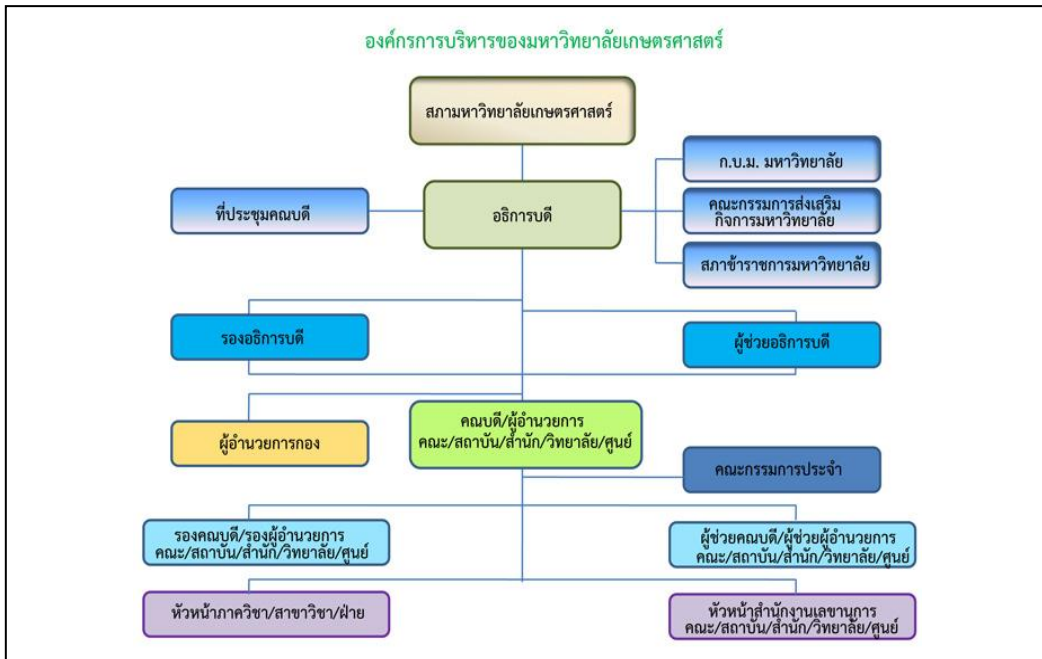 องค์กรการบริหารของมหาวิทยาลัยเกษตรศาสตร์
สภามหาวิทยาลัยเกษตรศาสตร์
ก.บ.ม. มหาวิทยาลัย
ที่ประชุมคณบดี
อธิการบดี
คณะกรรมการส่งเสริม
กิจการมหาวิทยาลัย
สภาข้าราชการมหาวิทยาลัย
รองอธิการบดี
ผู้ช่วยอธิการบดี
ผู้อำนวยการกอง
คณบดี/ผู้อำนวยการ
คณะ/สถาบัน/สำนัก/วิทยาลัย/ศูนย์
คณะกรรมการประจำ
รองคณบดี/รองผู้อำนวยการ
คณะ/สถาบัน/สำนัก/วิทยาลัย/ศูนย์
ผู้ช่วยคณบดี/ผู้ช่วยผู้อำนวยการ
คณะ/สถาบัน/สำนัก/วิทยาลัย/ศูนย์
หัวหน้าภาควิชา/สาขาวิชา/ฝ่าย
หัวหน้าสำนักงานเลขานุการ
คณะ/สถาบัน/สำนัก/วิทยาลัย/ศูนย์